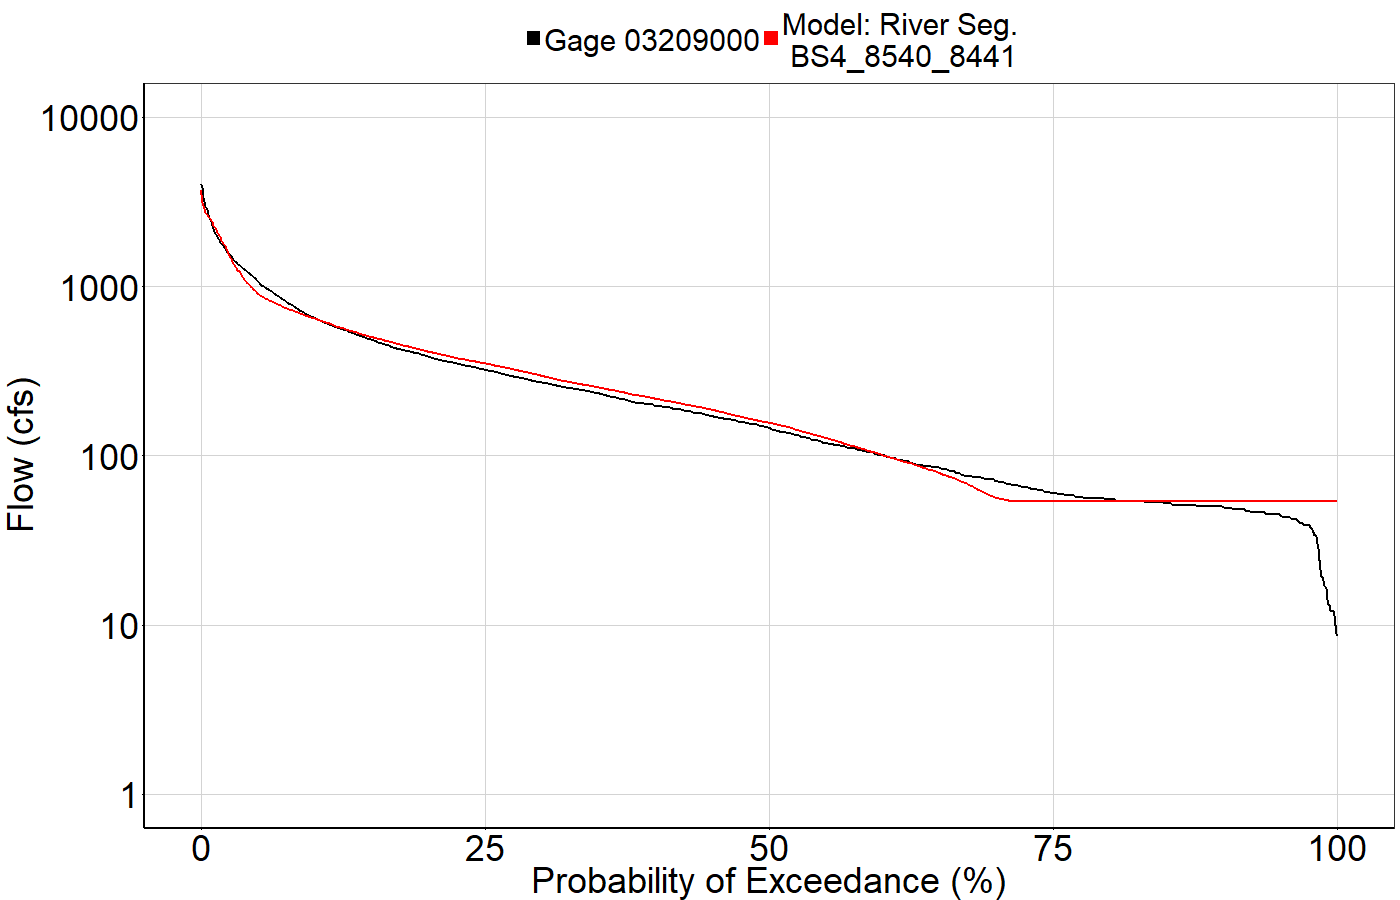 Gage 03209000
Model: River Seg.
BS4_8540_8441
10000
1000
100
10
1
Flow (cfs)
0 25 50 75 100
Probability of Exceedance (%)